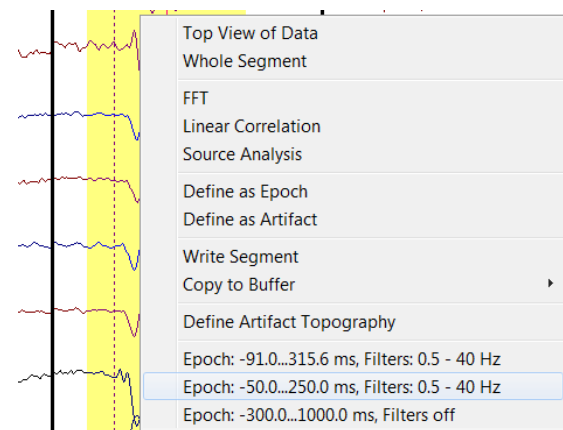 Top View of Data
Whole Segment
FFT
Linear Correlation
Source Analysis
Define as Epoch
Define as Artifact
Write Segment
Copy to Buffer
Define Artifact Topography
Epoch: -91.0...315.6 ms, Filters: 0.5 - 40 Hz
Epoch: -50.0...250.0 ms, Filters: 0.5 - 40 Hz
Epoch: -300.0...1000.0 ms, Filters off